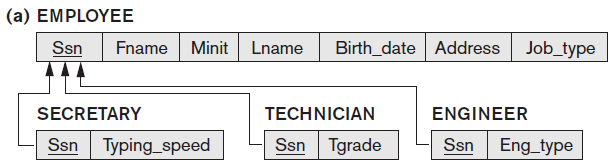 (a) EMPLOYEE
Ssn Fname Minit Lname Birth_date Address Job_type
SECRETARY TECHNICIAN ENGINEER
Ssn Typing_speed Ssn Tgrade Ssn Eng_type